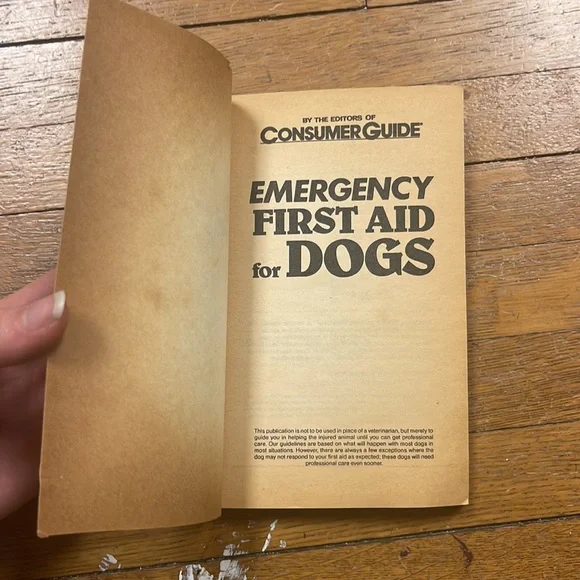 BY THE EDITORS OF
CONSUMER GUIDE®
EMERGENCY
FIRST AID
for DOGS
This publication is not to be used in place of a veterinarian, but merely to
guide you in helping the injured animal until you can get professional
care. Our guidelines are based on what will happen with most dogs in
most situations. However, there are always a few exceptions where the
dog may not respond to your first aid as expected; these dogs will need
professional care even sooner.